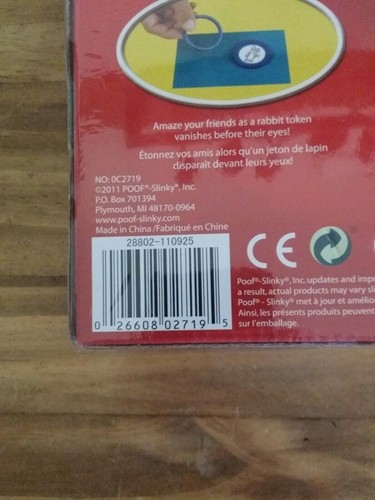 Amaze your friends as a rabbit token
vanishes before their eyes!
Étonnez vos amis alors qu'un jeton de lapin
disparaît devant leurs yeux!
NO: 0C2719
©2011 POOF®-Slinky®, Inc.
P.O. Box 701394
Plymouth, MI 48170-0964
www.poof-slinky.com
Made in China /Fabriqué en Chine
28802-110925
0 26608 02719 5
CE
Poof®-Slinky®, Inc. updates and
a result, actual products may vary
Poof® - Slinky® met à jour et
Ainsi, les présents produits peuvent
sur l'emballage.